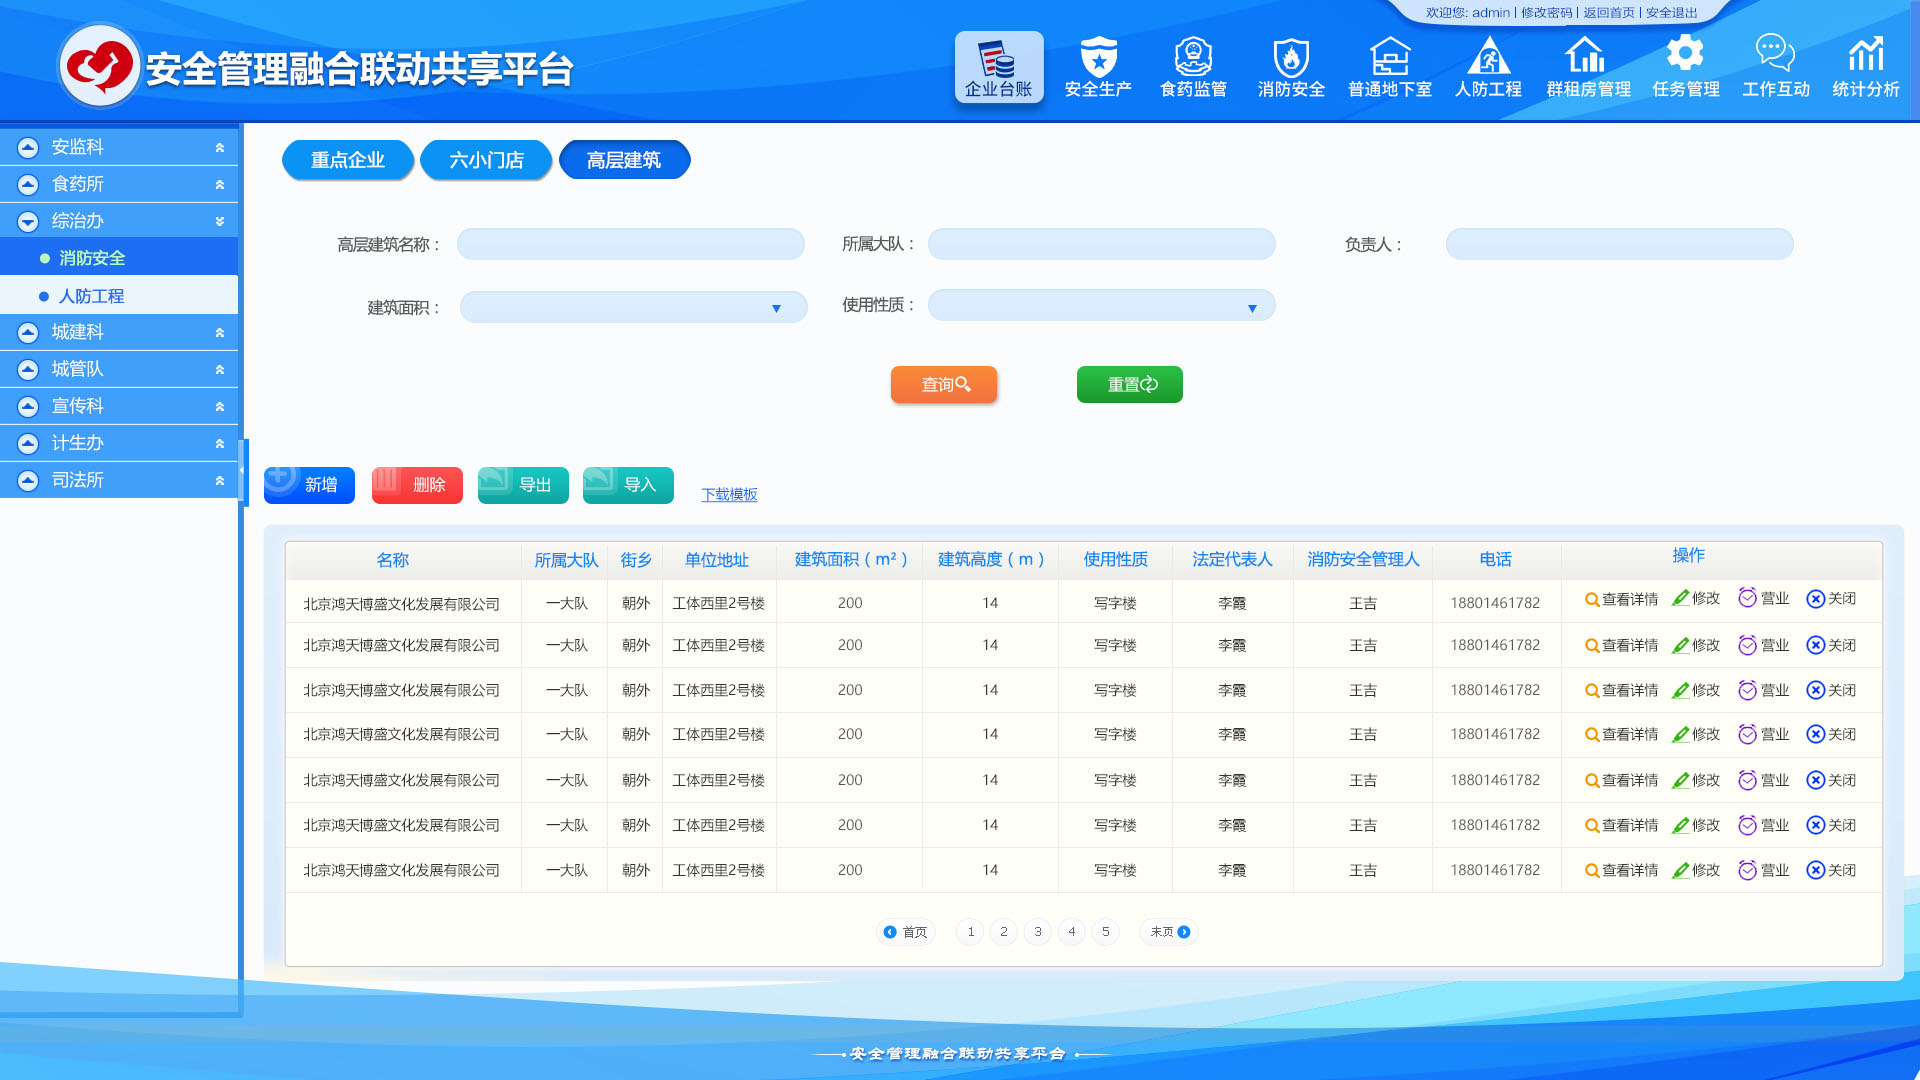 欢迎您: admin | 修改密码 | 返回首页 | 安全退出
安全管理融合联动共享平台
企业台账 安全生产 食药监管 消防安全 普通地下室 人防工程 群租房管理 任务管理 工作互动 统计分析
安监科
食药所
综治办
消防安全
人防工程
城建科
城管队
宣传科
计生办
司法所
重点企业 六小门店 高层建筑
高层建筑名称： 所属大队： 负责人：
建筑面积： 使用性质：
查询 重置
新增 删除 导出 导入 下载模板
名称 所属大队 街乡 单位地址 建筑面积（m²） 建筑高度（m） 使用性质 法定代表人 消防安全管理人 电话 操作
北京鸿天博盛文化发展有限公司 一大队 朝外 工体西里2号楼 200 14 写字楼 李霞 王吉 18801461782 查看详情 修改 营业 关闭
北京鸿天博盛文化发展有限公司 一大队 朝外 工体西里2号楼 200 14 写字楼 李霞 王吉 18801461782 查看详情 修改 营业 关闭
北京鸿天博盛文化发展有限公司 一大队 朝外 工体西里2号楼 200 14 写字楼 李霞 王吉 18801461782 查看详情 修改 营业 关闭
北京鸿天博盛文化发展有限公司 一大队 朝外 工体西里2号楼 200 14 写字楼 李霞 王吉 18801461782 查看详情 修改 营业 关闭
北京鸿天博盛文化发展有限公司 一大队 朝外 工体西里2号楼 200 14 写字楼 李霞 王吉 18801461782 查看详情 修改 营业 关闭
北京鸿天博盛文化发展有限公司 一大队 朝外 工体西里2号楼 200 14 写字楼 李霞 王吉 18801461782 查看详情 修改 营业 关闭
北京鸿天博盛文化发展有限公司 一大队 朝外 工体西里2号楼 200 14 写字楼 李霞 王吉 18801461782 查看详情 修改 营业 关闭
首页 1 2 3 4 5 末页
安全管理融合联动共享平台